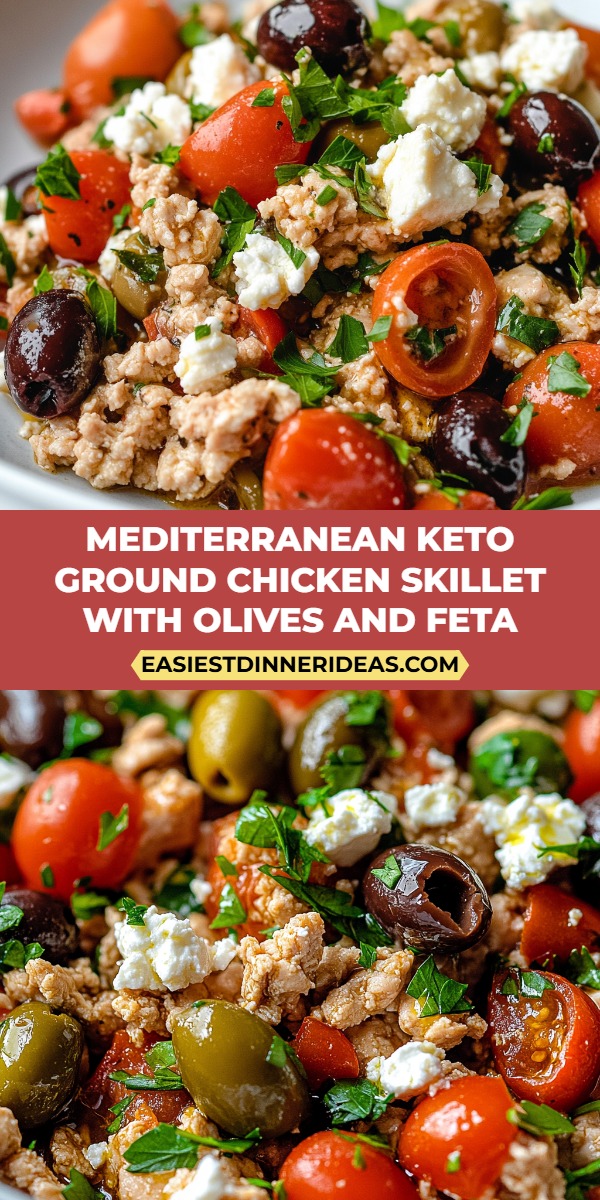 MEDITERRANEAN KETO
GROUND CHICKEN SKILLET
WITH OLIVES AND FETA
EASIESTDINNERIDEAS.COM